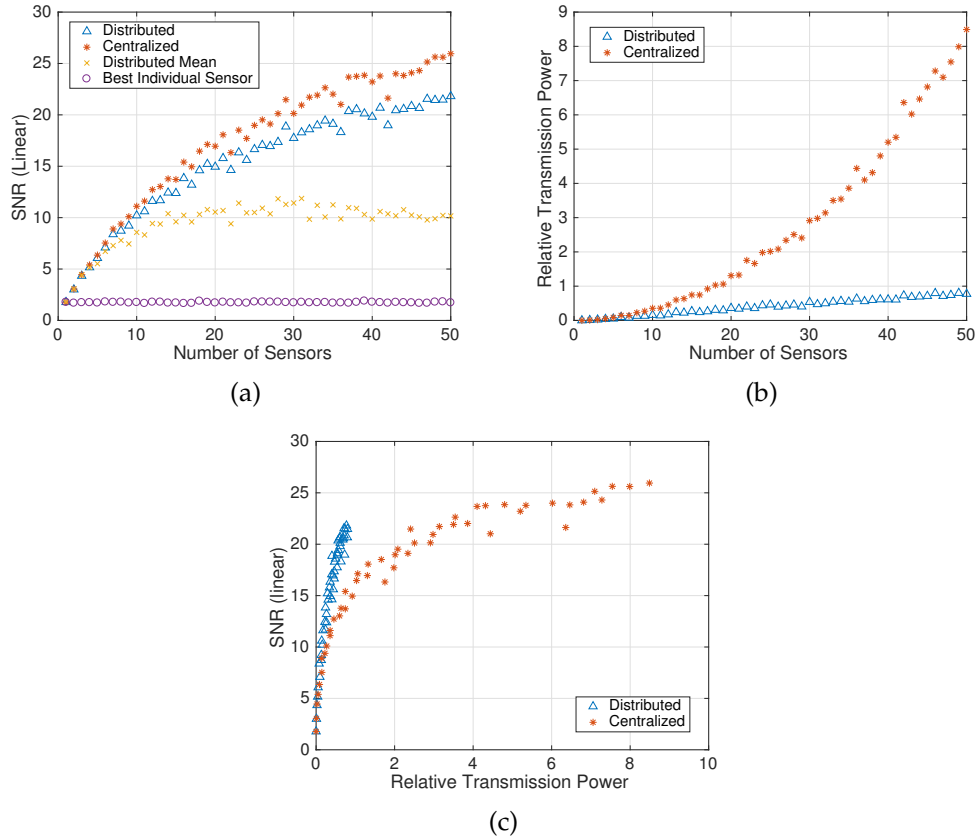 30
25
20
15
10
5
0
SNR (Linear)
Distributed
Centralized
Distributed Mean
Best Individual Sensor
0 10 20 30 40 50
Number of Sensors
(a)
9
8
7
6
5
4
3
2
1
0
Relative Transmission Power
Distributed
Centralized
0 10 20 30 40 50
Number of Sensors
(b)
30
25
20
15
10
5
0
SNR (linear)
Distributed
Centralized
0 2 4 6 8 10
Relative Transmission Power
(c)